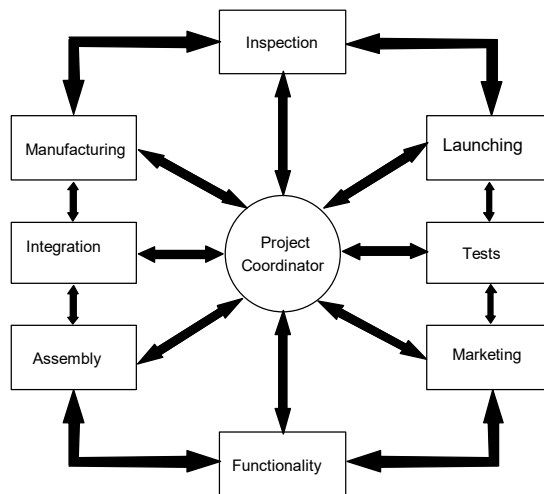 Inspection
Manufacturing
Launching
Integration
Project
Coordinator
Tests
Assembly
Marketing
Functionality